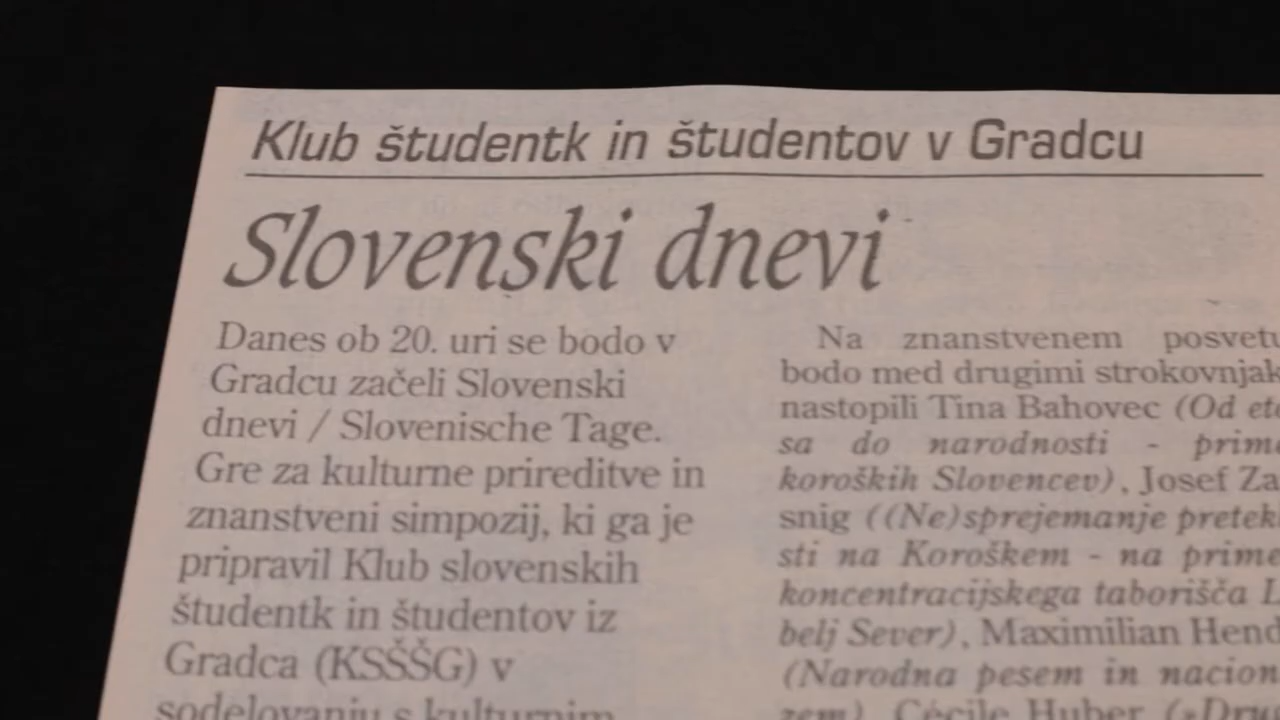 Klub študentk in študentov v Gradcu
Slovenski dnevi
Danes ob 20. uri se bodo v
Gradcu začeli Slovenski
dnevi / Slovenische Tage.
Gre za kulturne prireditve in
znanstveni simpozij, ki ga je
pripravil Klub slovenskih
študentk in študentov iz
Gradca (KSŠŠG) v
sodelovanju s kulturnim
Na znanstvenem posvetu
bodo med drugimi strokovnjak
nastopili Tina Bahovec (Od etn
sa do narodnosti - prime
koroških Slovencev), Josef Za
snig ((Ne)sprejemanje pretek
sti na Koroškem - na prime
koncentracijskega taborišča L
belj Sever), Maximilian Hend
(Narodna pesem in nacion
zem), Cécile Huber (»Dru